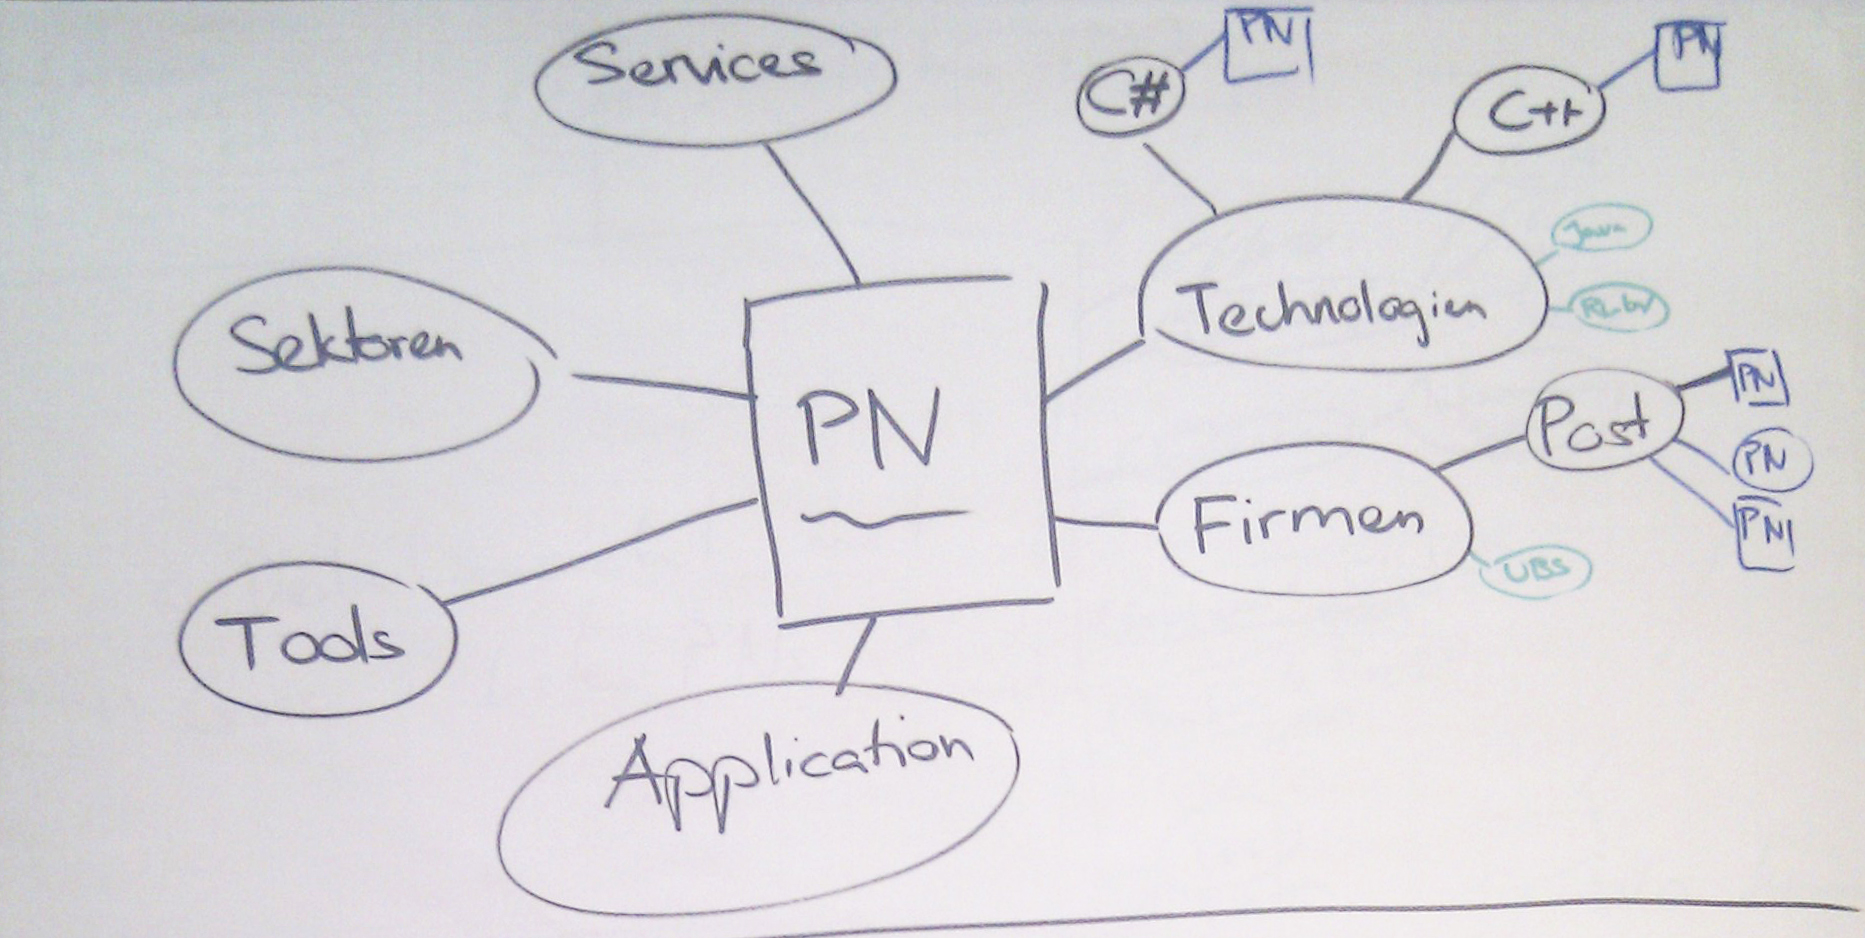 Services
C#
PN
C++
PN
Java
Technologien
Ruby
Sektoren
PN
Post
PN
PN
PN
Firmen
UBS
Tools
Application